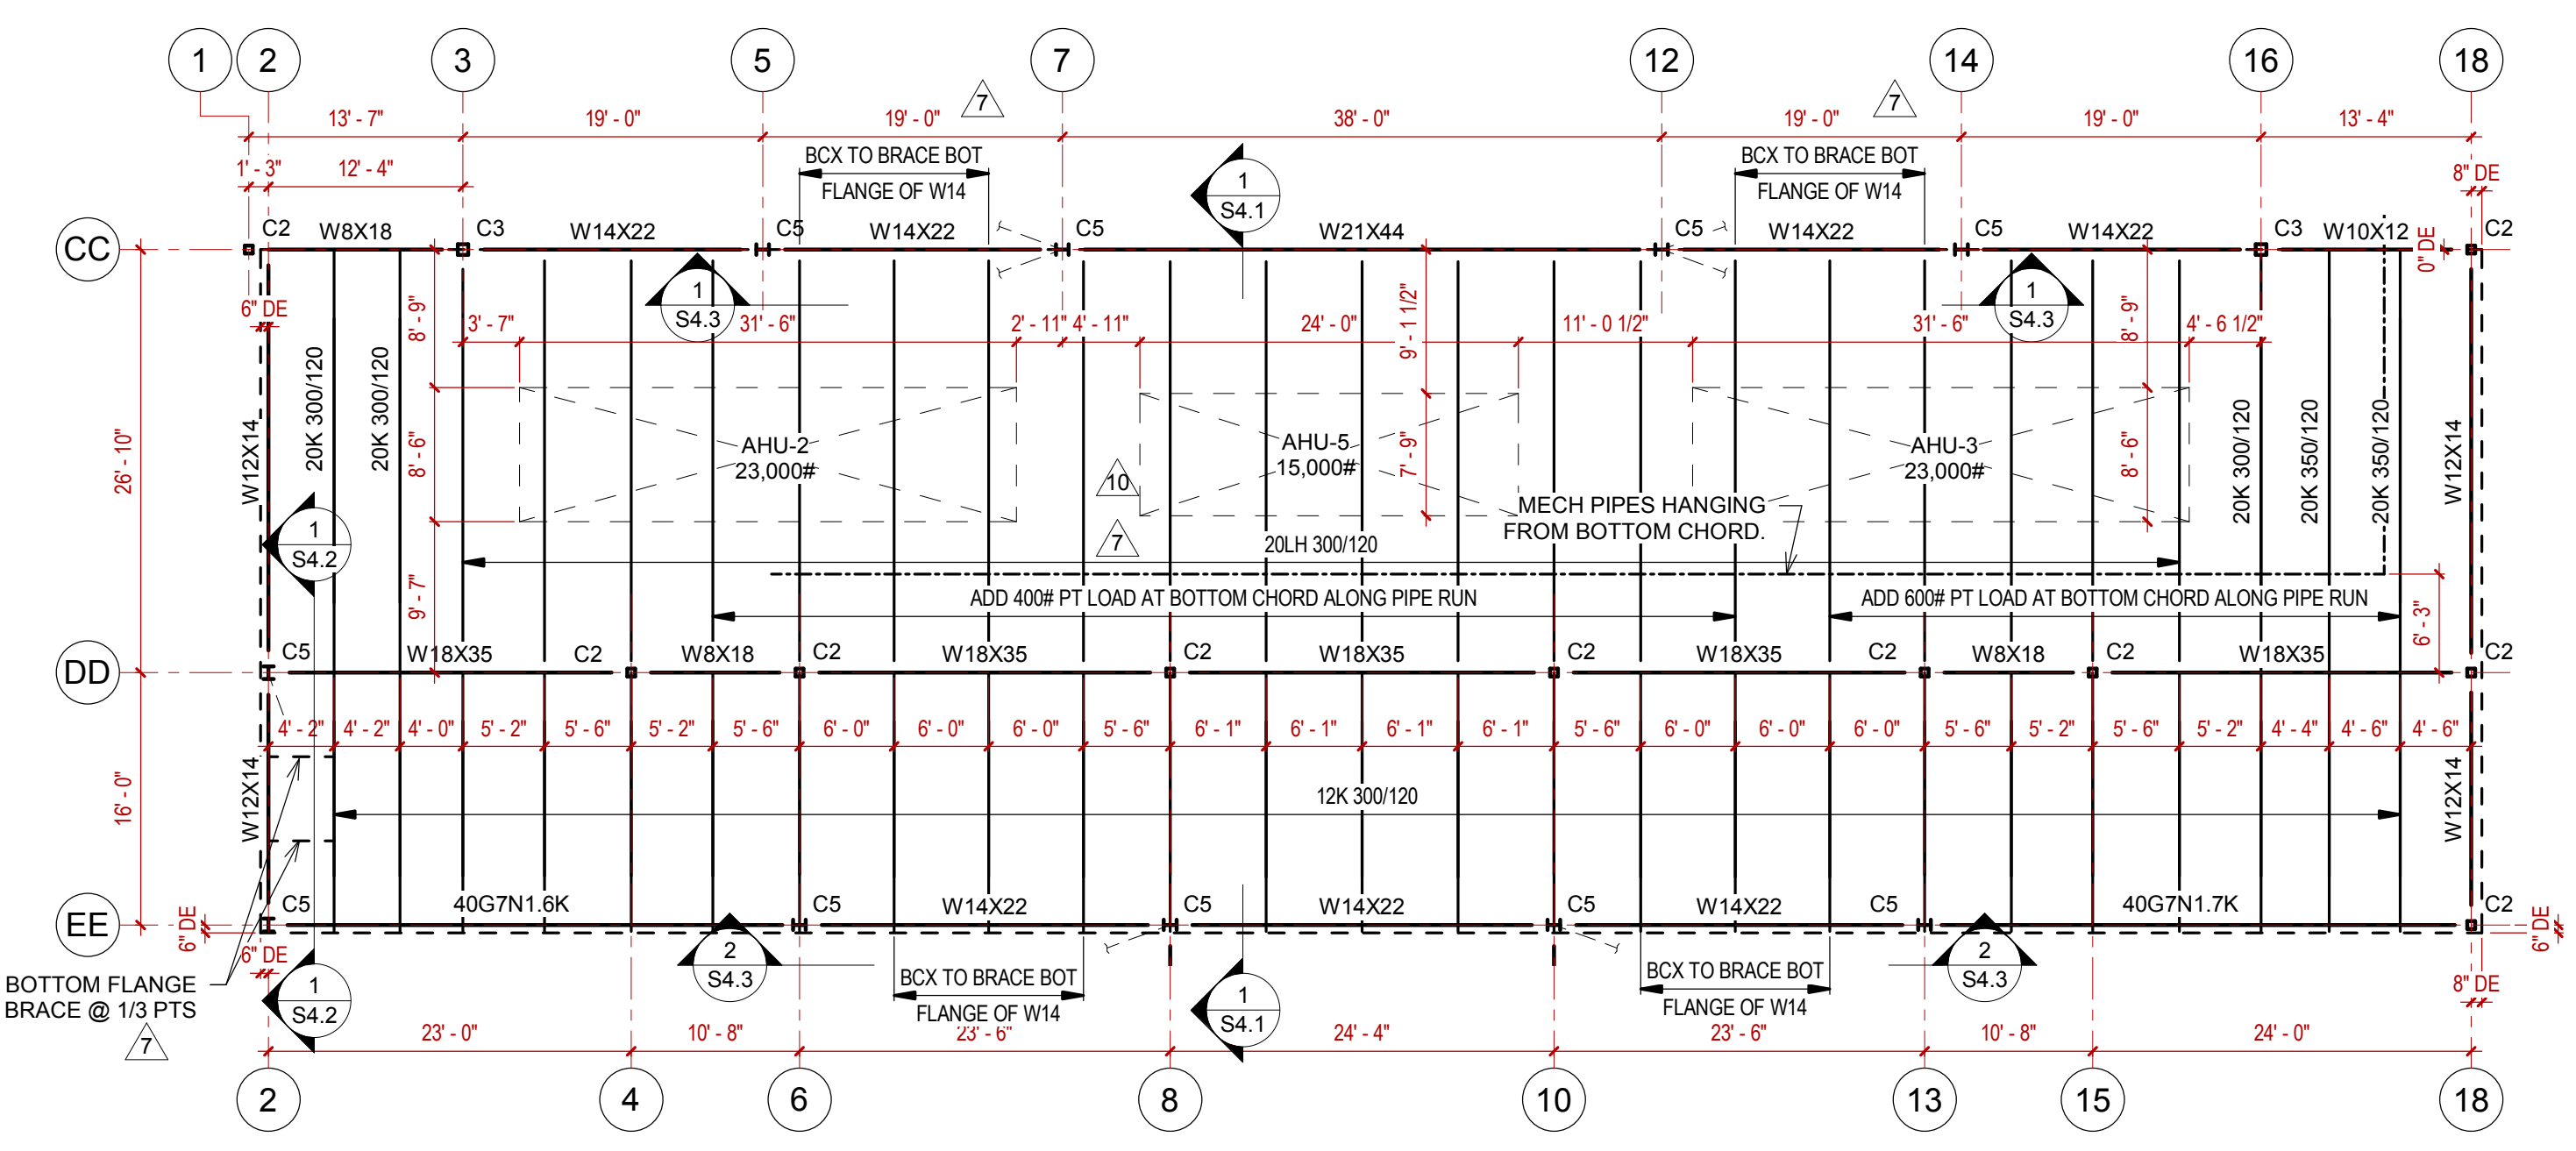 1 2 3 5 7 12 14 16 18
7 7
13' - 7" 19' - 0" 19' - 0" 38' - 0" 19' - 0" 19' - 0" 13' - 4"
1' - 3" 12' - 4" BCX TO BRACE BOT BCX TO BRACE BOT 8" DE
FLANGE OF W14 FLANGE OF W14
1
S4.1
CC C2 W8X18 C3 W14X22 C5 W14X22 C5 W21X44 C5 W14X22 C5 W14X22 C3 W10X12 C2
0" DE
6" DE
1
S4.3
1
S4.3
3' - 7" 31' - 6" 2' - 11" 4' - 11" 24' - 0" 11' - 0 1/2" 31' - 6" 4' - 6 1/2"
8' - 9" 9' - 1 1/2" 8' - 9"
26' - 10"
W12X14 20K 300/120 20K 300/120
8' - 6" 7' - 9" 8' - 6"
AHU-2
23,000#
AHU-5
15,000#
AHU-3
23,000#
20K 300/120 20K 350/120 20K 350/120 W12X14
10
7
MECH PIPES HANGING
FROM BOTTOM CHORD.
1
S4.2
20LH 300/120
9' - 7"
ADD 400# PT LOAD AT BOTTOM CHORD ALONG PIPE RUN
ADD 600# PT LOAD AT BOTTOM CHORD ALONG PIPE RUN
6' - 3"
DD C5 W18X35 C2 W8X18 C2 W18X35 C2 W18X35 C2 W18X35 C2 W8X18 C2 W18X35 C2
4' - 2" 4' - 2" 4' - 0" 5' - 2" 5' - 6" 5' - 2" 5' - 6" 6' - 0" 6' - 0" 6' - 0" 5' - 6" 6' - 1" 6' - 1" 6' - 1" 6' - 1" 5' - 6" 6' - 0" 6' - 0" 6' - 0" 5' - 6" 5' - 2" 5' - 6" 5' - 2" 4' - 4" 4' - 6" 4' - 6"
16' - 0"
W12X14
12K 300/120
W12X14
EE C5 40G7N1.6K C5 W14X22 C5 W14X22 C5 W14X22 C5 40G7N1.7K C2
6" DE
6" DE
6" DE
8" DE
BOTTOM FLANGE
BRACE @ 1/3 PTS
7
1
S4.2
2
S4.3
BCX TO BRACE BOT
FLANGE OF W14
1
S4.1
BCX TO BRACE BOT
FLANGE OF W14
2
S4.3
23' - 0" 10' - 8" 23' - 6" 24' - 4" 23' - 6" 10' - 8" 24' - 0"
2 4 6 8 10 13 15 18